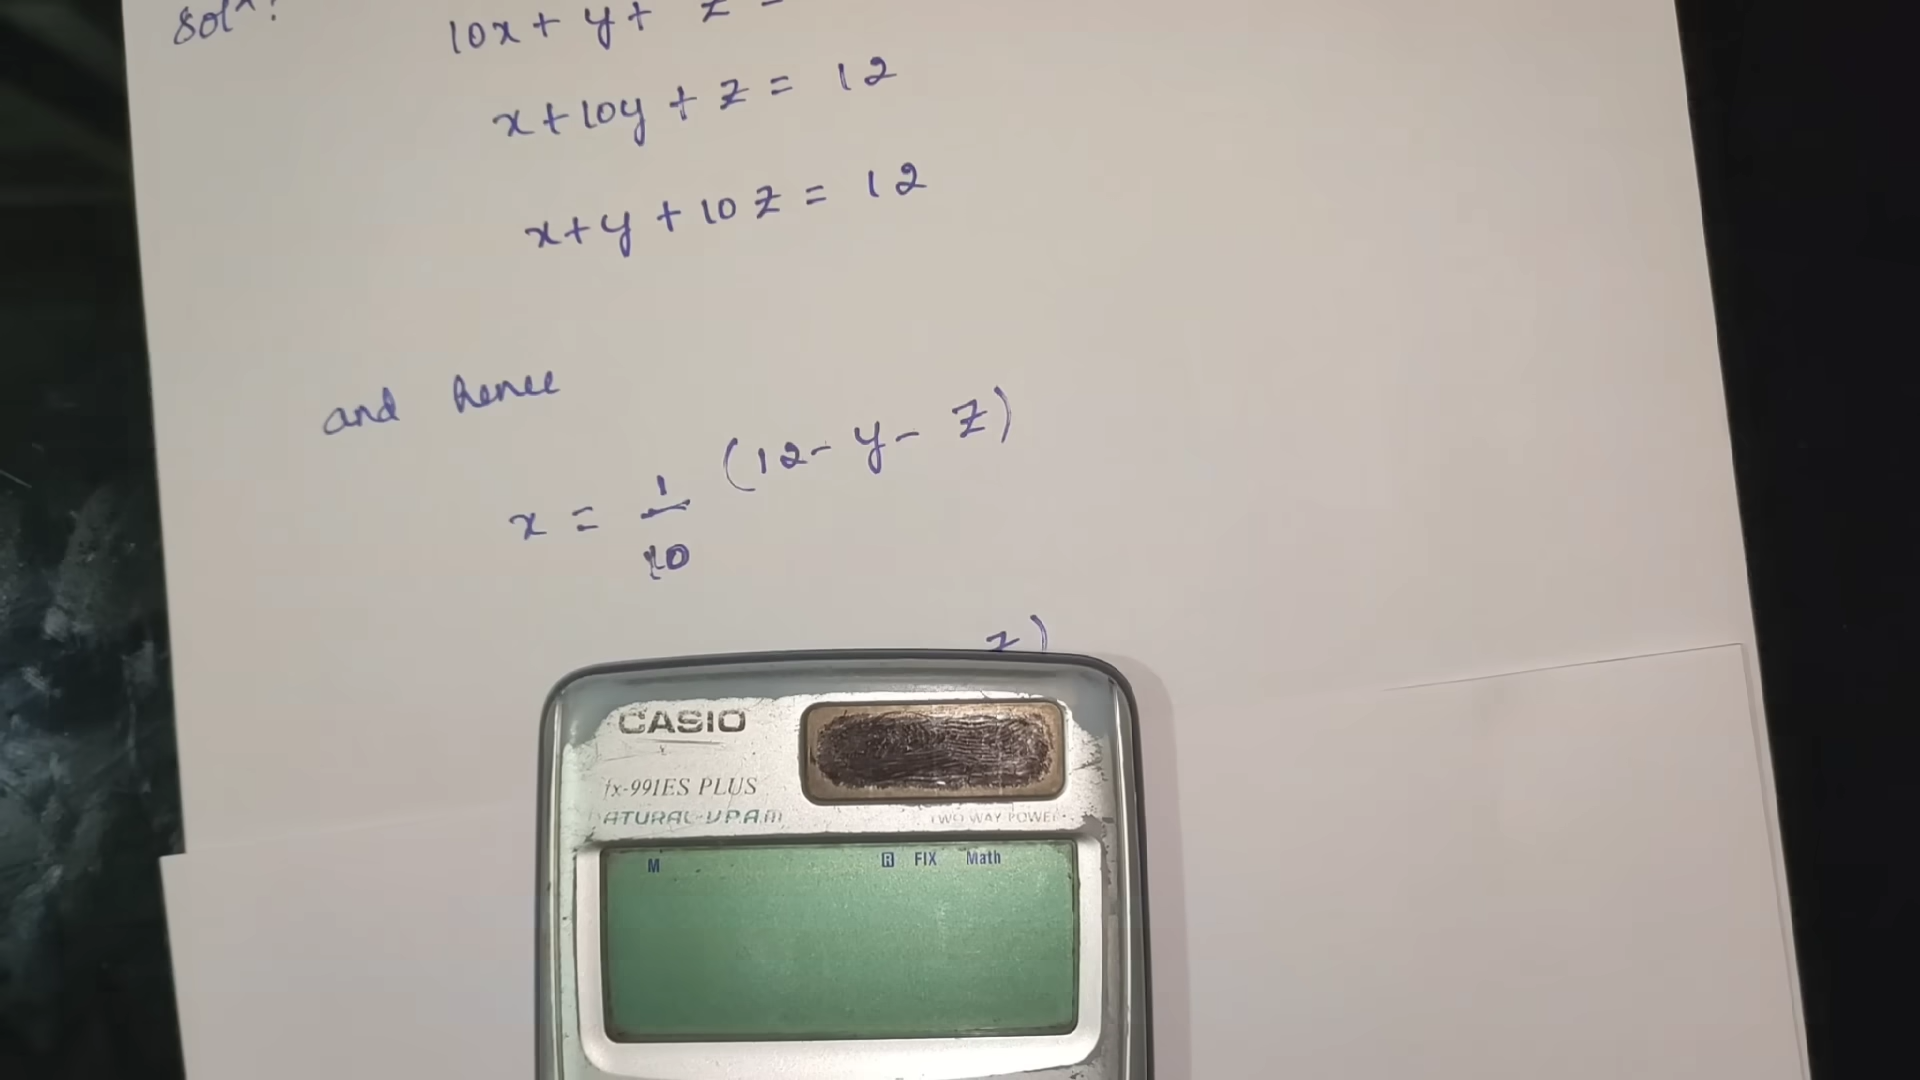 Solⁿ:
10x + y + z =
x + 10y + z = 12
x + y + 10z = 12
and hence
x = 1/10 (12 - y - z)
z)
CASIO
fx-991ES PLUS
NATURAL-V.P.A.M.
TWO WAY POWER
M R FIX Math